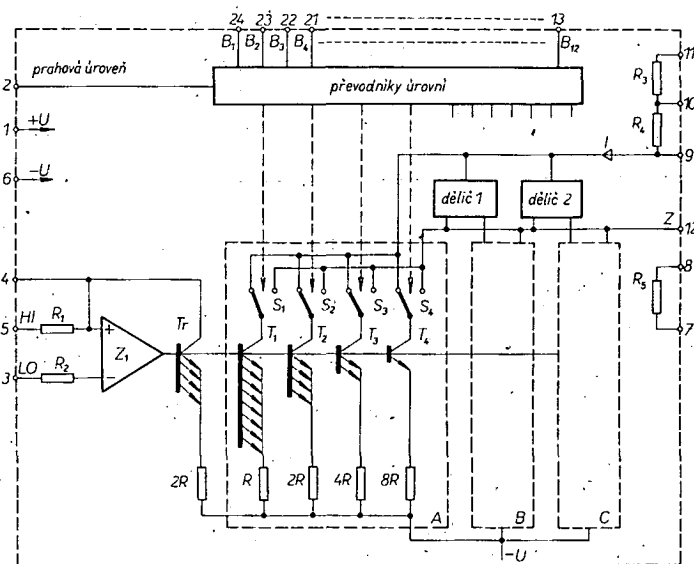 24 23 22 21 13
B1 B2 B3 B4 B12
11
R3
prahová úroveň
2
převodníky úrovní
10
R4
1 +U
I
9
6 -U
dělič 1 dělič 2
Z
12
4
8
S1 S2 S3 S4
R5
5 HI R1
Tr T1 T2 T3 T4
7
+
Z1
-
3 LO R2
2R R 2R 4R 8R
A B C
-U